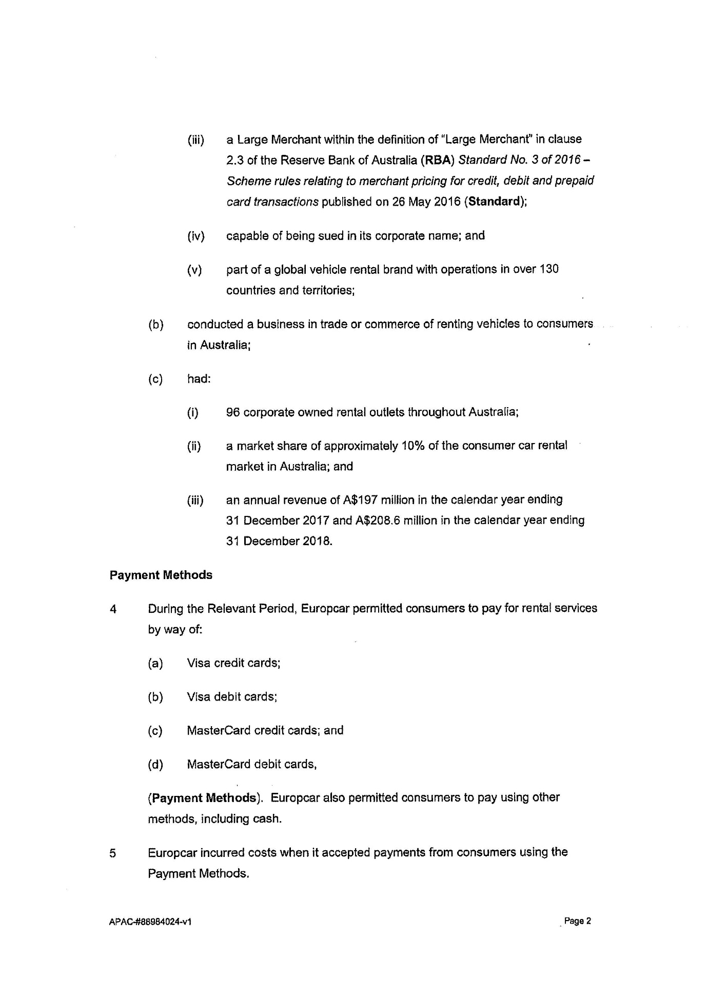 (iii) a Large Merchant within the definition of “Large Merchant” in clause
2.3 of the Reserve Bank of Australia (RBA) Standard No. 3 of 2016 –
Scheme rules relating to merchant pricing for credit, debit and prepaid
card transactions published on 26 May 2016 (Standard);
(iv) capable of being sued in its corporate name; and
(v) part of a global vehicle rental brand with operations in over 130
countries and territories;
(b) conducted a business in trade or commerce of renting vehicles to consumers
in Australia;
(c) had:
(i) 96 corporate owned rental outlets throughout Australia;
(ii) a market share of approximately 10% of the consumer car rental
market in Australia; and
(iii) an annual revenue of A$197 million in the calendar year ending
31 December 2017 and A$208.6 million in the calendar year ending
31 December 2018.
Payment Methods
4 During the Relevant Period, Europcar permitted consumers to pay for rental services
by way of:
(a) Visa credit cards;
(b) Visa debit cards;
(c) MasterCard credit cards; and
(d) MasterCard debit cards,
(Payment Methods). Europcar also permitted consumers to pay using other
methods, including cash.
5 Europcar incurred costs when it accepted payments from consumers using the
Payment Methods.
APAC-#88984024-v1 Page 2